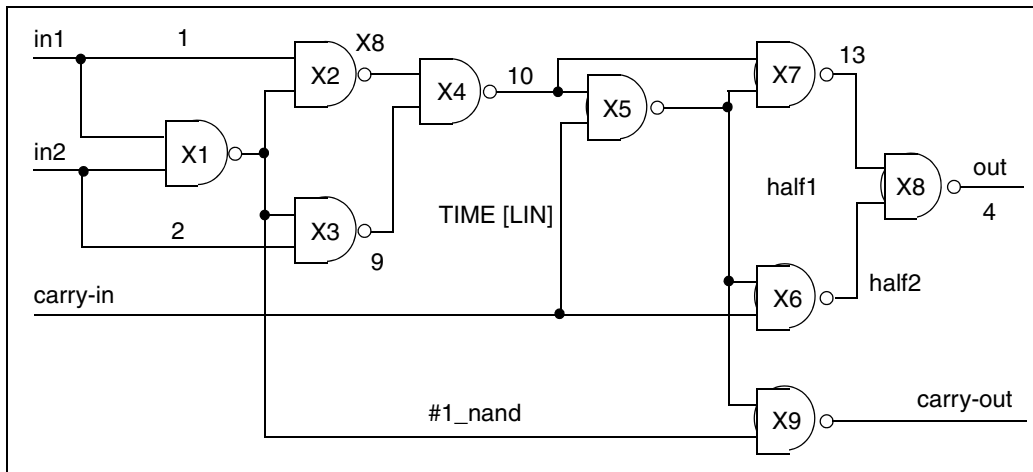 in1
1
X8
X2
X4
10
X7
13
X5
X1
in2
X8
out
half1
4
X3
TIME [LIN]
2
9
carry-in
X6
half2
#1_nand
X9
carry-out